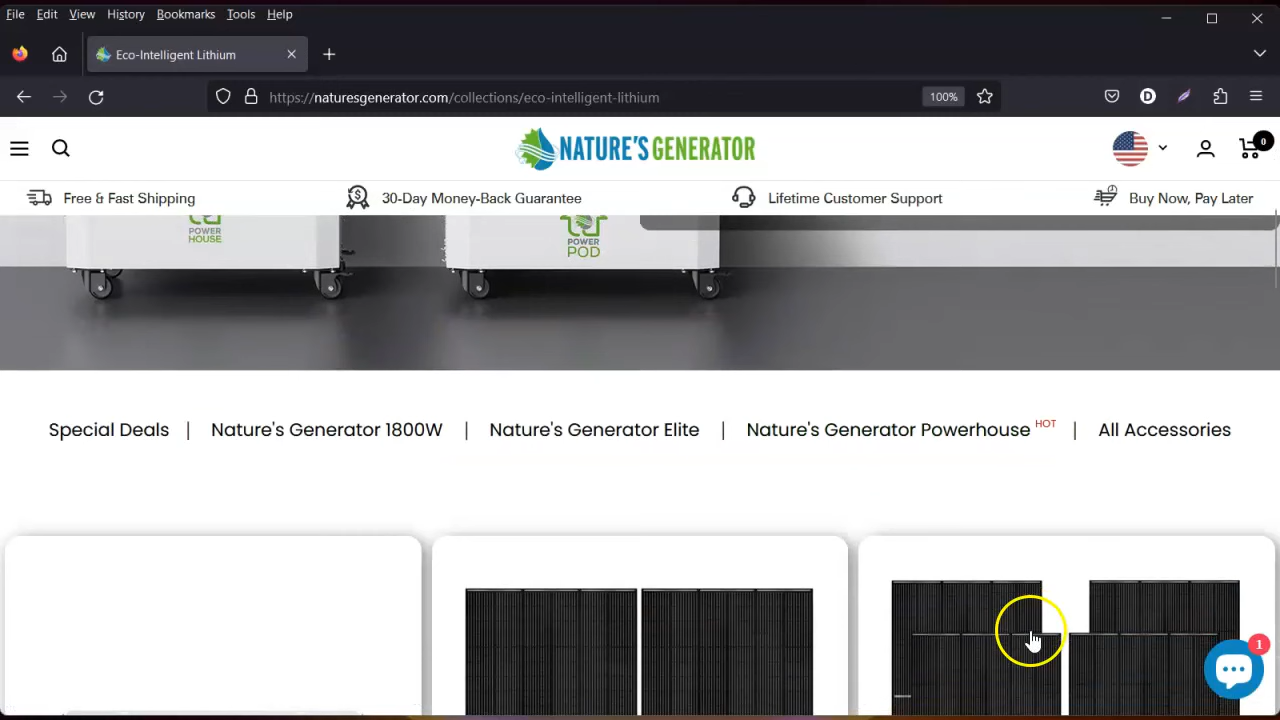 File Edit View History Bookmarks Tools Help
Eco-Intelligent Lithium
https://naturesgenerator.com/collections/eco-intelligent-lithium 100% D
NATURE'S GENERATOR 0
Free & Fast Shipping 30-Day Money-Back Guarantee Lifetime Customer Support Buy Now, Pay Later
POWER HOUSE
POWER POD
Special Deals | Nature's Generator 1800W | Nature's Generator Elite | Nature's Generator Powerhouse HOT | All Accessories
1